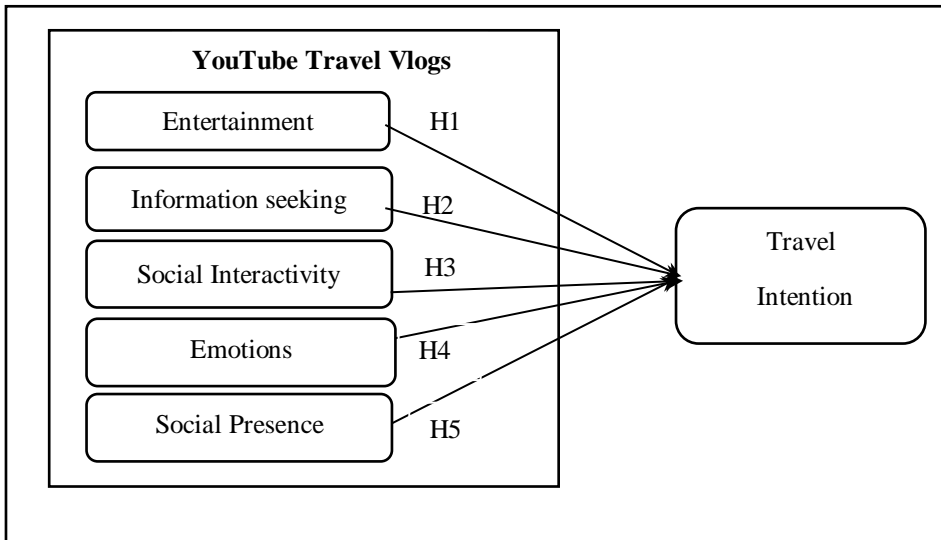 YouTube Travel Vlogs
Entertainment
H1
Information seeking
H2
Social Interactivity
H3
Emotions
H4
Social Presence
H5
Travel
Intention